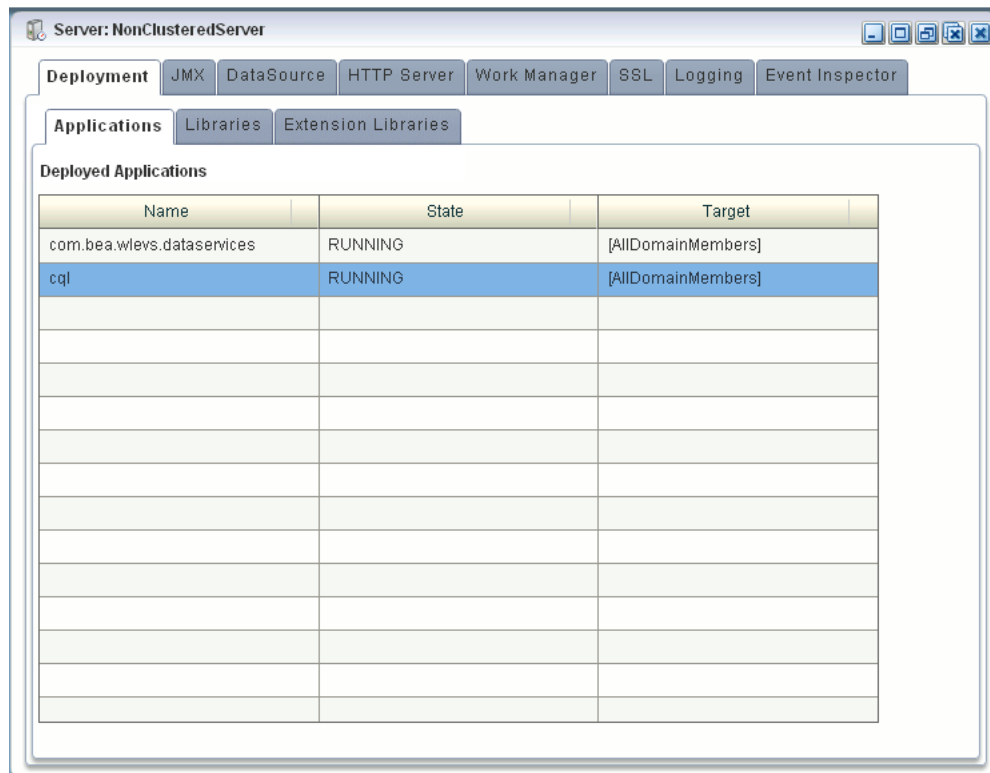 Server: NonClusteredServer
Deployment JMX DataSource HTTP Server Work Manager SSL Logging Event Inspector
Applications Libraries Extension Libraries
Deployed Applications
Name State Target
com.bea.wlevs.dataservices RUNNING [AllDomainMembers]
cql RUNNING [AllDomainMembers]